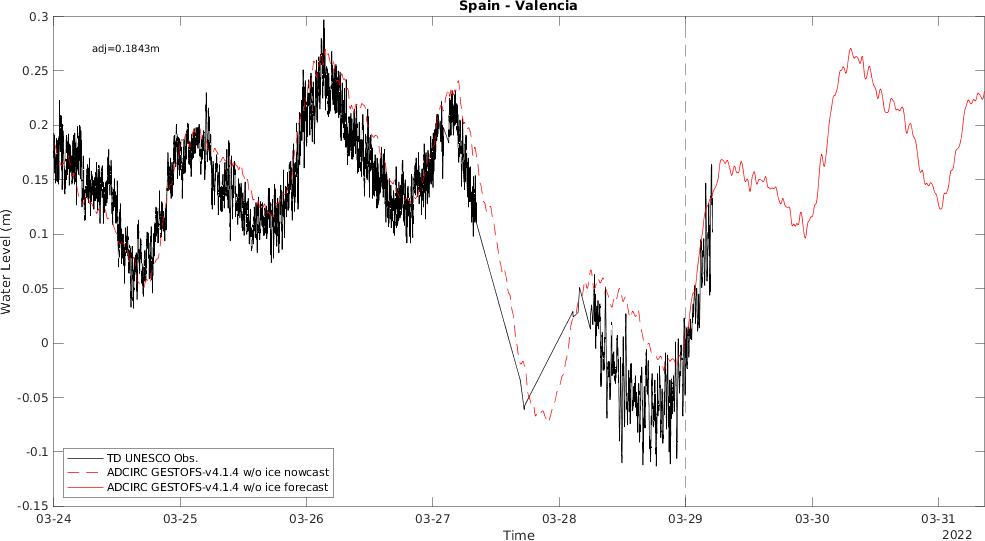 Spain - Valencia
adj=0.1843m
0.3
0.25
0.2
0.15
0.1
0.05
0
-0.05
-0.1
-0.15
Water Level (m)
TD UNESCO Obs.
ADCIRC GESTOFS-v4.1.4 w/o ice nowcast
ADCIRC GESTOFS-v4.1.4 w/o ice forecast
03-24 03-25 03-26 03-27 03-28 03-29 03-30 03-31
Time
2022